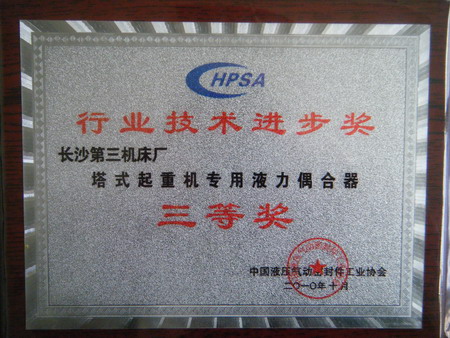 CHPSA
行业技术进步奖
长沙第三机床厂
塔式起重机专用液力偶合器
三等奖
中国液压气动密封件工业协会
二〇一〇年十月